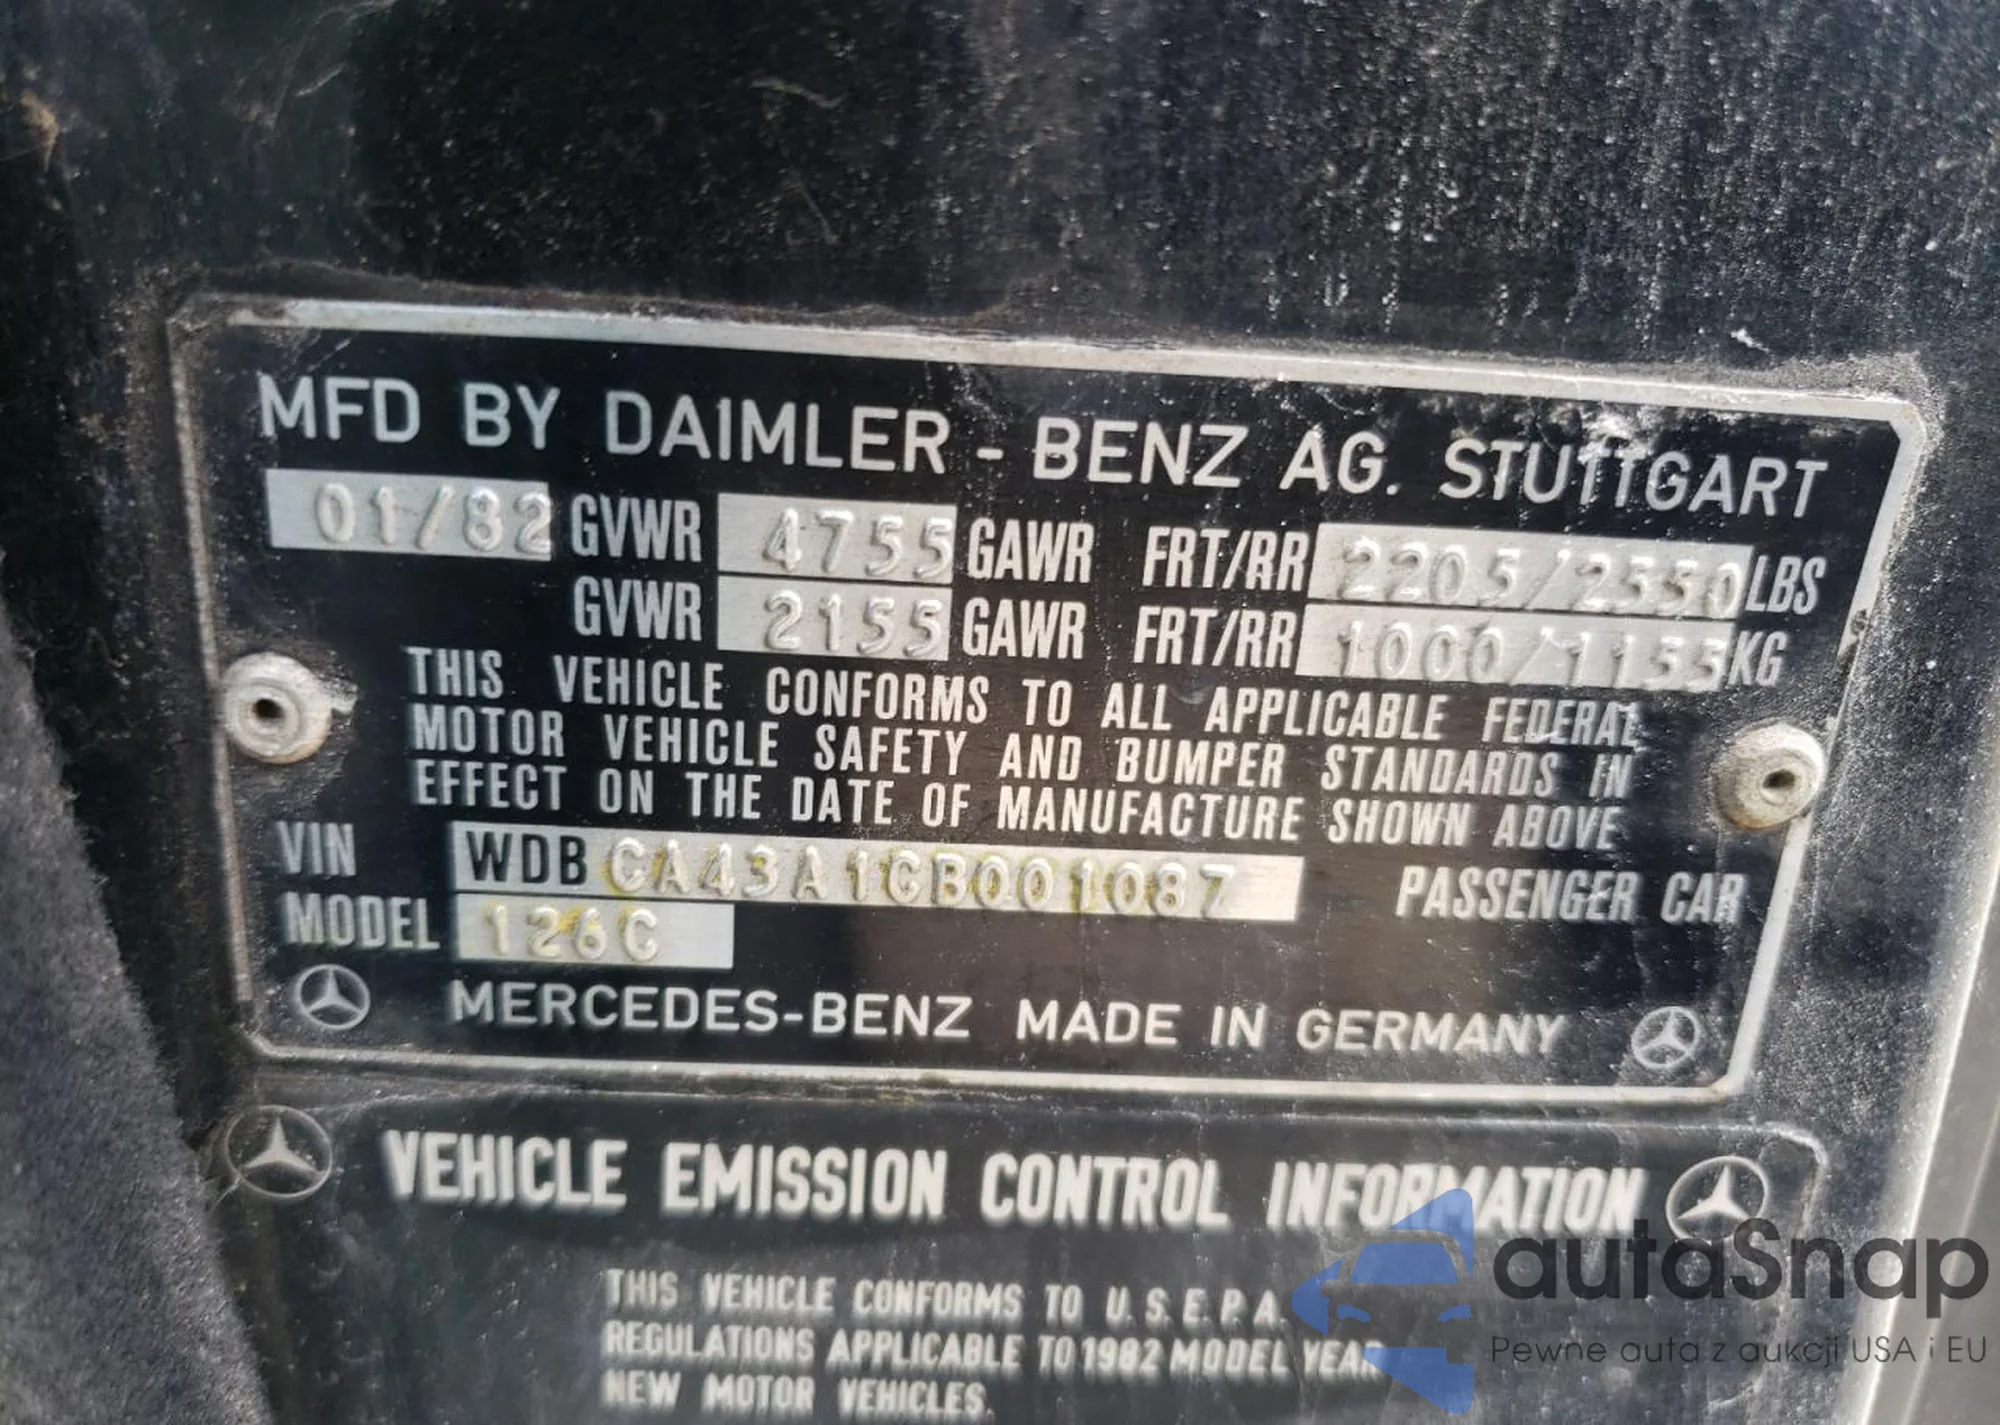 MFD BY DAIMLER - BENZ AG. STUTTGART
01/82 GVWR 4755 GAWR FRT/RR 2205/2550 LBS
GVWR 2155 GAWR FRT/RR 1000/1155 KG
THIS VEHICLE CONFORMS TO ALL APPLICABLE FEDERAL
MOTOR VEHICLE SAFETY AND BUMPER STANDARDS IN
EFFECT ON THE DATE OF MANUFACTURE SHOWN ABOVE
VIN WDB CA43A1CB001087 PASSENGER CAR
MODEL 126C
MERCEDES-BENZ MADE IN GERMANY
VEHICLE EMISSION CONTROL INFORMATION
THIS VEHICLE CONFORMS TO U.S.E.P.A.
REGULATIONS APPLICABLE TO 1982 MODEL YEAR
NEW MOTOR VEHICLES.
autaSnap
Pewne auta z aukcji USA i EU